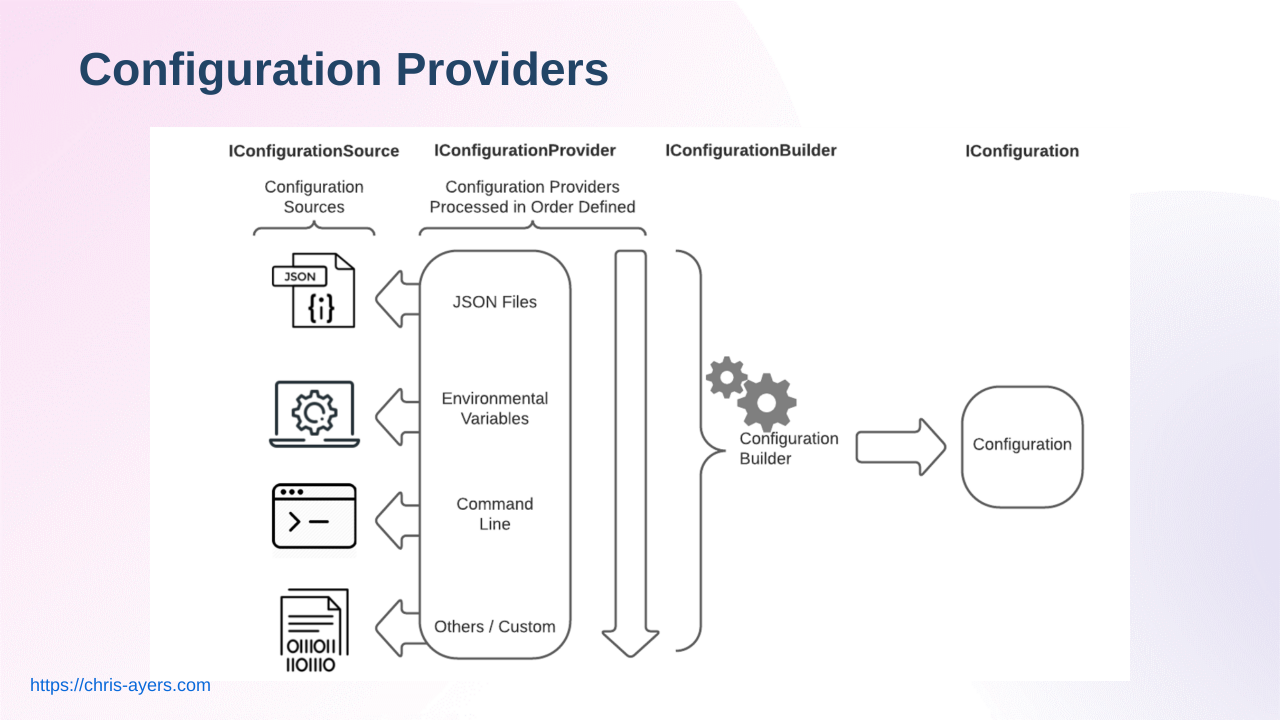 Configuration Providers
IConfigurationSource
IConfigurationProvider
IConfigurationBuilder
IConfiguration
Configuration
Sources
Configuration Providers
Processed in Order Defined
JSON
{i}
JSON Files
Environmental
Variables
Command
Line
Others / Custom
OIIIOII
IIOIIIO
Configuration
Builder
Configuration
https://chris-ayers.com